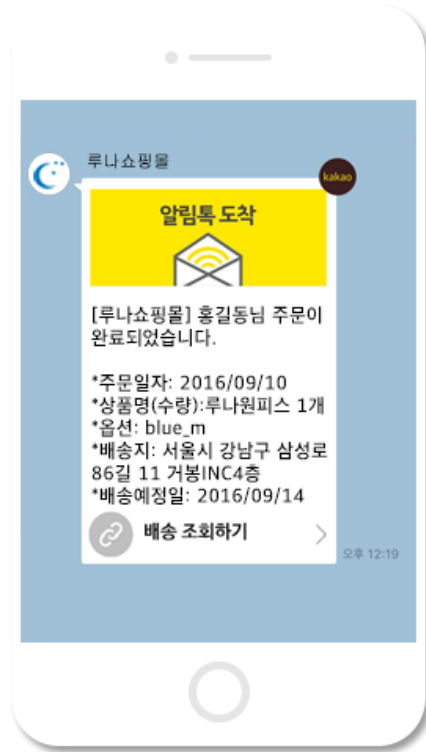 루나쇼핑몰
kakao
알림톡 도착
[루나쇼핑몰] 홍길동님 주문이
완료되었습니다.
*주문일자: 2016/09/10
*상품명(수량):루나원피스 1개
*옵션: blue_m
*배송지: 서울시 강남구 삼성로
86길 11 거봉INC4층
*배송예정일: 2016/09/14
배송 조회하기
오후 12:19